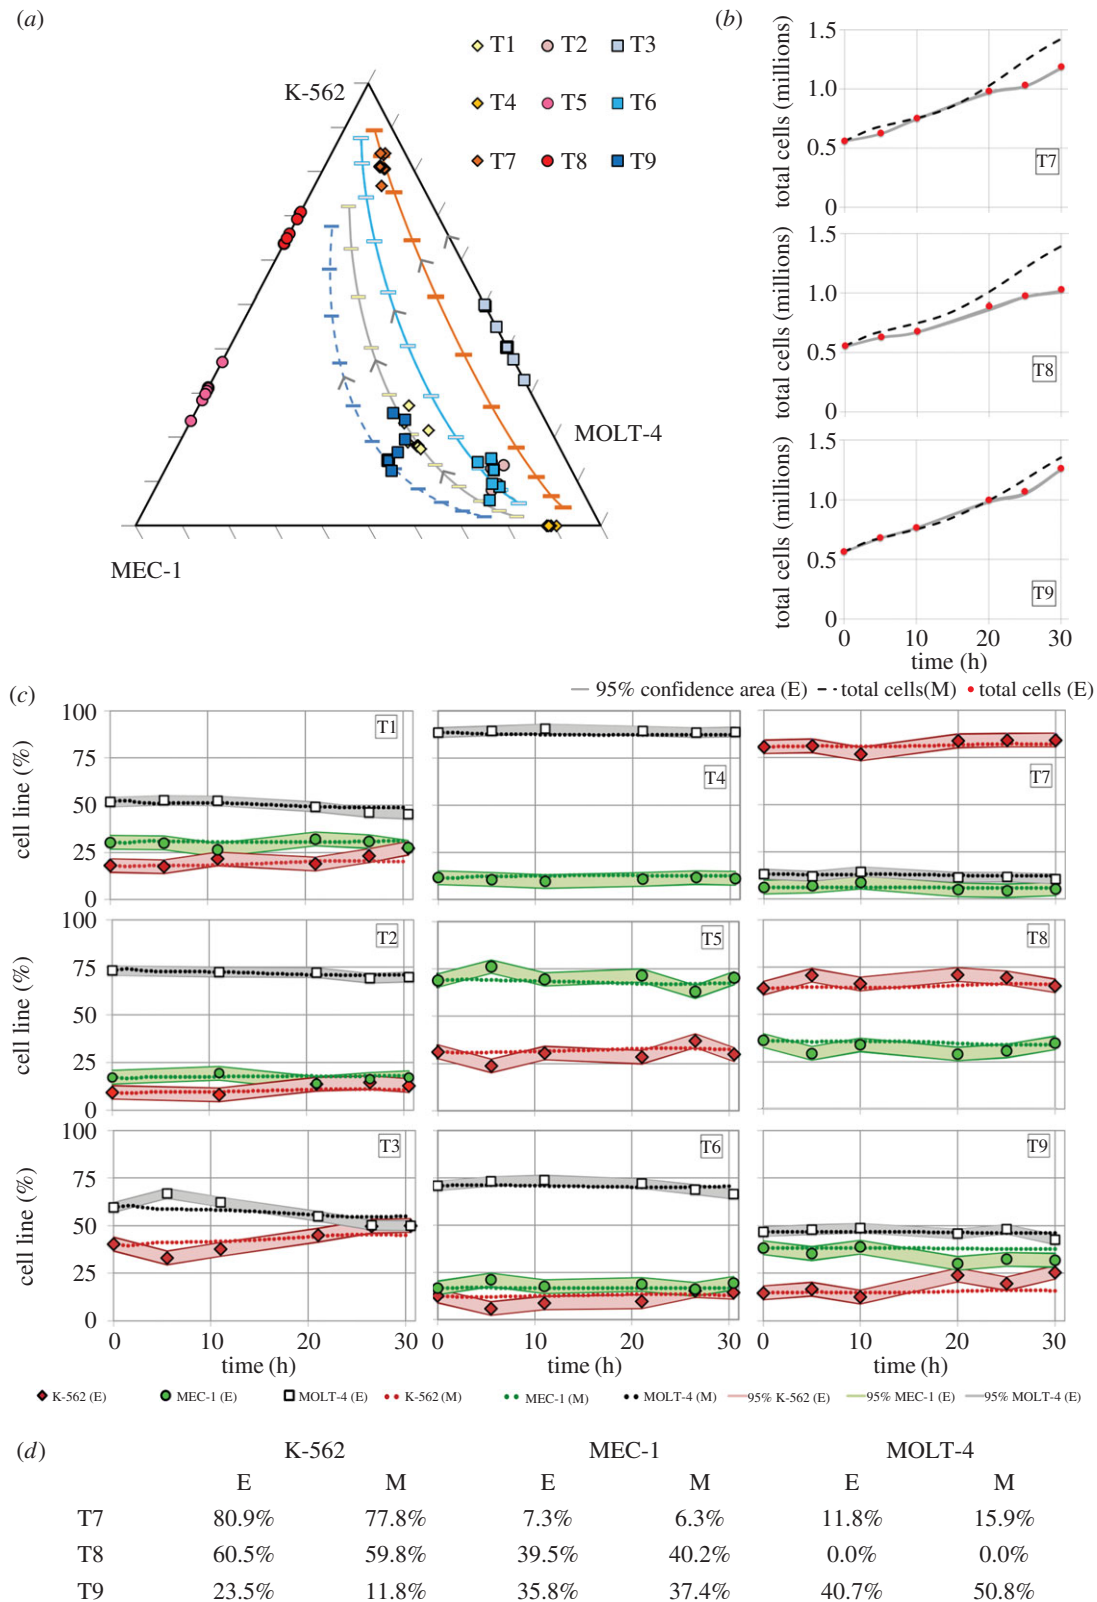 (a)
K-562
T1 T2 T3
T4 T5 T6
T7 T8 T9
MOLT-4
MEC-1
(b)
total cells (millions)
1.5
1.0
0.5
0
T7
total cells (millions)
1.5
1.0
0.5
0
T8
total cells (millions)
1.5
1.0
0.5
0
T9
0 10 20 30
time (h)
95% confidence area (E) total cells(M) total cells (E)
(c)
cell line (%)
100
75
50
25
0
T1
T4
T7
cell line (%)
100
75
50
25
0
T2
T5
T8
cell line (%)
100
75
50
25
0
T3
T6
T9
0 10 20 30 0 10 20 30 0 10 20 30
time (h) time (h) time (h)
K-562 (E) MEC-1 (E) MOLT-4 (E) K-562 (M) MEC-1 (M) MOLT-4 (M) 95% K-562 (E) 95% MEC-1 (E) 95% MOLT-4 (E)
(d) K-562 MEC-1 MOLT-4
E M E M E M
T7 80.9% 77.8% 7.3% 6.3% 11.8% 15.9%
T8 60.5% 59.8% 39.5% 40.2% 0.0% 0.0%
T9 23.5% 11.8% 35.8% 37.4% 40.7% 50.8%